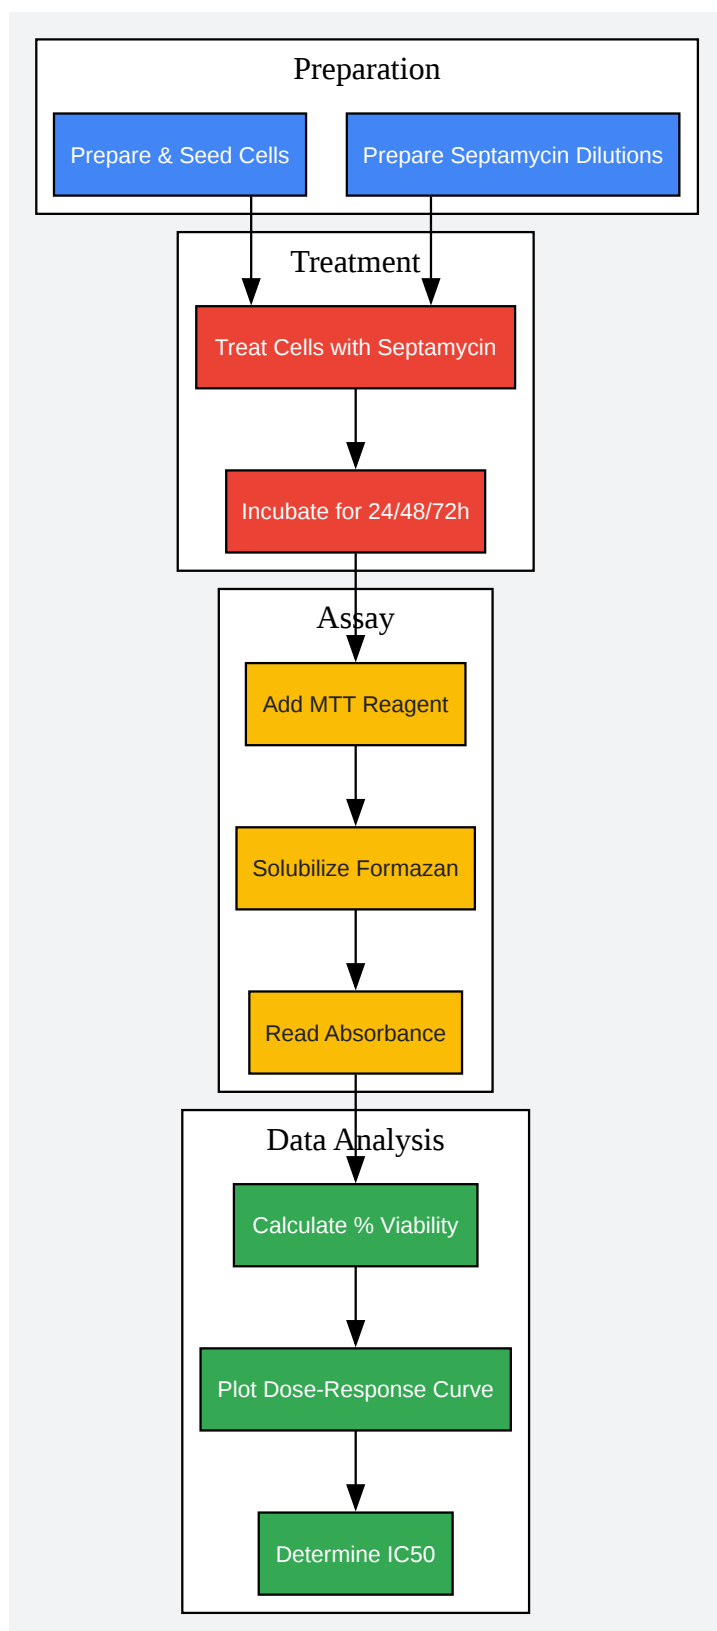 Preparation
Prepare & Seed Cells
Prepare Septamycin Dilutions
Treatment
Treat Cells with Septamycin
Incubate for 24/48/72h
Assay
Add MTT Reagent
Solubilize Formazan
Read Absorbance
Data Analysis
Calculate % Viability
Plot Dose-Response Curve
Determine IC50